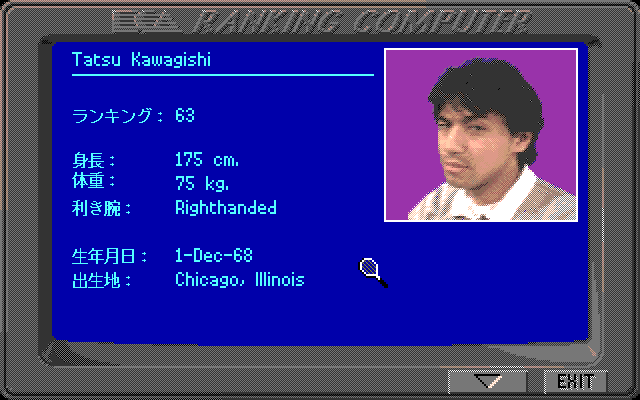 RANKING COMPUTER
Tatsu Kawagishi
ランキング： 63
身長： 175 cm.
体重： 75 kg.
利き腕： Righthanded
生年月日： 1-Dec-68
出生地： Chicago, Illinois
EXIT